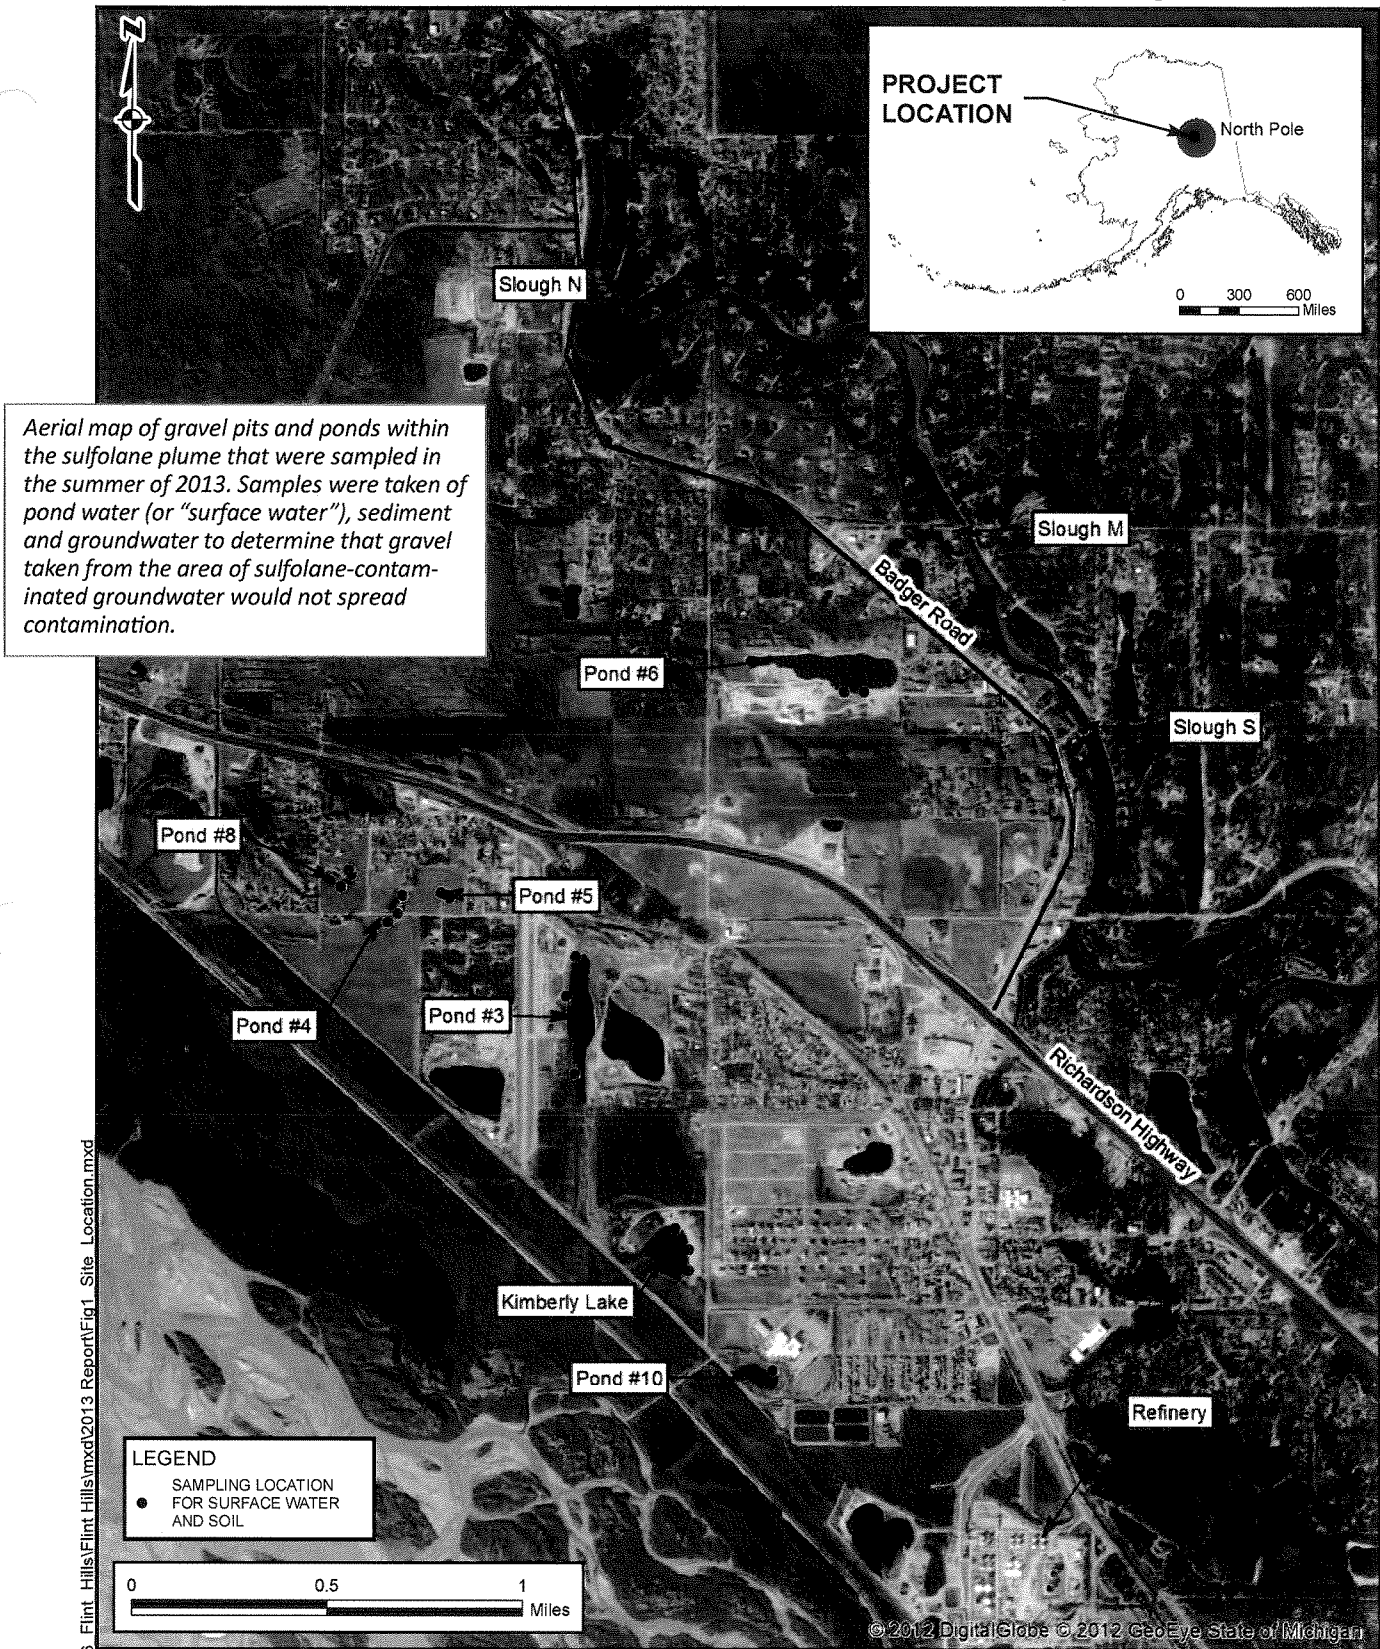 N
PROJECT
LOCATION
North Pole
0 300 600
Miles
Slough N
Aerial map of gravel pits and ponds within
the sulfolane plume that were sampled in
the summer of 2013. Samples were taken of
pond water (or “surface water”), sediment
and groundwater to determine that gravel
taken from the area of sulfolane-contam-
inated groundwater would not spread
contamination.
Slough M
Badger Road
Pond #6
Slough S
Pond #8
Pond #5
Pond #4
Pond #3
Richardson Highway
Kimberly Lake
Pond #10
Refinery
LEGEND
SAMPLING LOCATION
FOR SURFACE WATER
AND SOIL
0 0.5 1
Miles
© 2012 DigitalGlobe © 2012 GeoEye State of Michigan
Flint_Hills\Flint Hills\mxd\2013 Report\Fig1_Site_Location.mxd